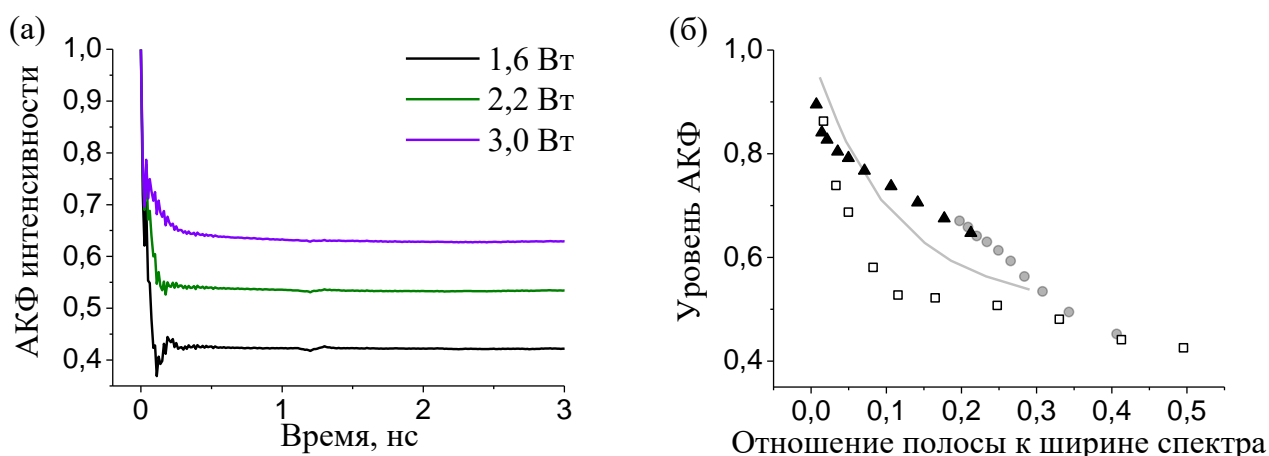 (а)
АКФ интенсивности
1,0
0,9
0,8
0,7
0,6
0,5
0,4
1,6 Вт
2,2 Вт
3,0 Вт
0
1
2
3
Время, нс
(б)
Уровень АКФ
1,0
0,8
0,6
0,4
0,0
0,1
0,2
0,3
0,4
0,5
Отношение полосы к ширине спектра